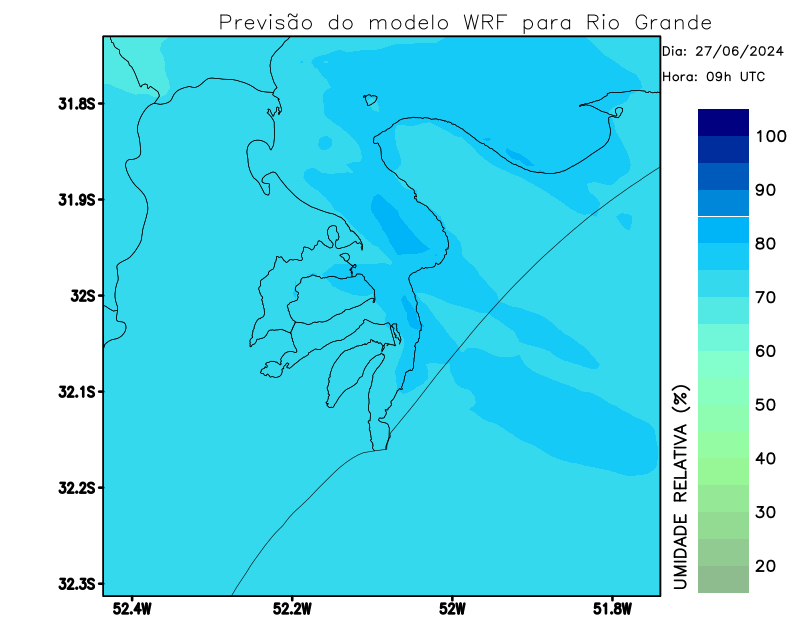 Previsão do modelo WRF para Rio Grande
Dia: 27/06/2024
Hora: 09h UTC
31.8S
31.9S
32S
32.1S
32.2S
32.3S
52.4W
52.2W
52W
51.8W
UMIDADE RELATIVA (%)
100
90
80
70
60
50
40
30
20